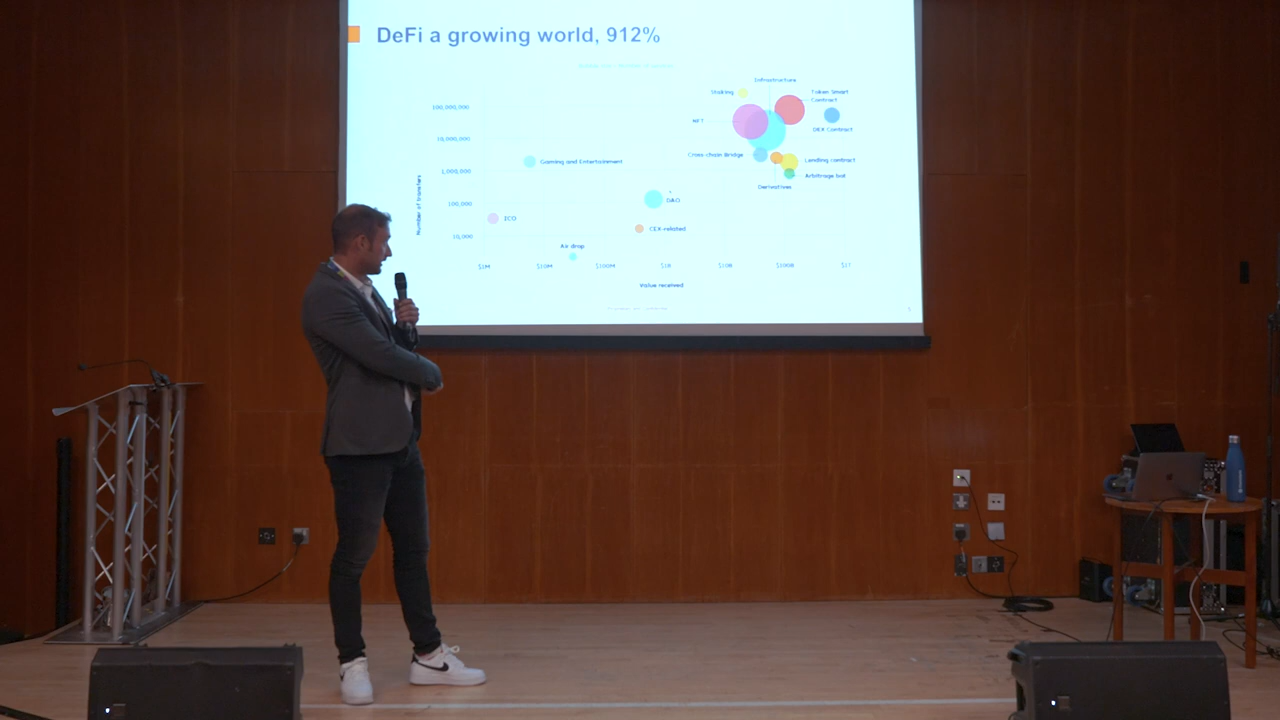 DeFi a growing world, 912%
Infrastructure
Staking
Token Smart
Contract
100,000,000
NFT
DEX Contract
10,000,000
Cross-chain Bridge
Gaming and Entertainment
Lending contract
1,000,000
Arbitrage bot
Derivatives
Number of transfers
100,000
DAO
ICO
CEX-related
10,000
Air drop
$1M
$10M
$100M
$1B
$10B
$100B
$1T
Value received